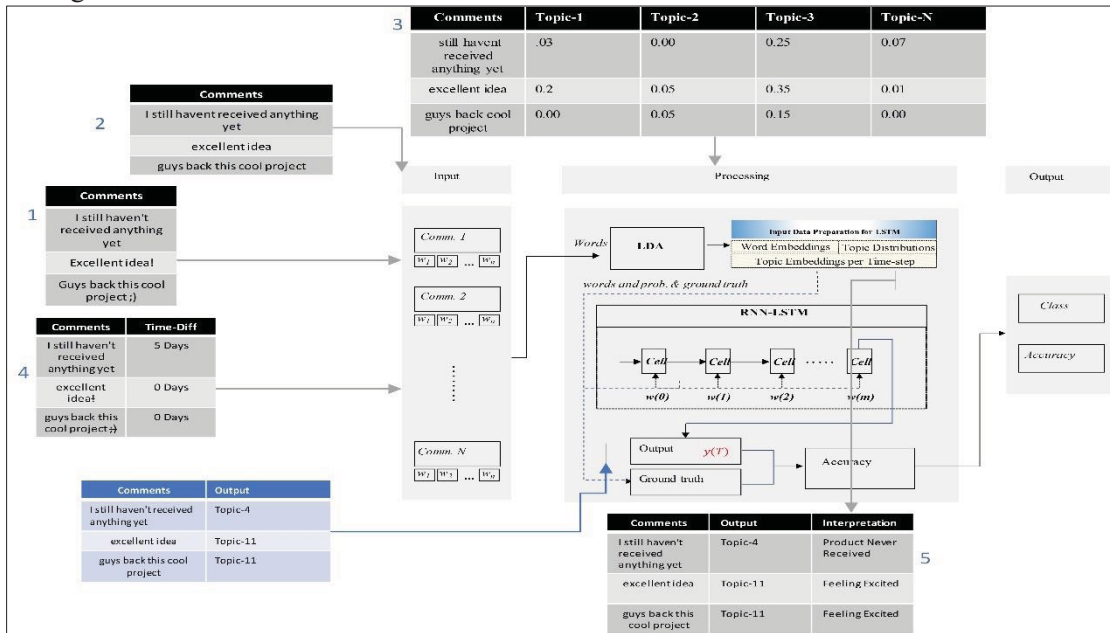 3
Comments Topic-1 Topic-2 Topic-3 Topic-N
still havent .03 0.00 0.25 0.07
received
anything yet
excellent idea 0.2 0.05 0.35 0.01
guys back cool 0.00 0.05 0.15 0.00
project
2
Comments
I still havent received anything
yet
excellent idea
guys back this cool project
1
Comments
I still haven't
received anything
yet
Excellent idea!
Guys back this cool
project ;)
4
Comments Time-Diff
I still haven't 5 Days
received
anything yet
excellent 0 Days
idea!
guys back this 0 Days
cool project ;)
Input
Comm. 1
w1 w2 ... wn
Comm. 2
w1 w2 ... wn
Comm. N
w1 w2 ... wn
Processing
Words
LDA
Input Data Preparation for LSTM
Word Embeddings Topic Distributions
Topic Embeddings per Time-step
words and prob. & ground truth
RNN-LSTM
Cell Cell Cell ..... Cell
w(0) w(1) w(2) w(m)
Output y(T)
Ground truth
Accuracy
Output
Class
Accuracy
Comments Output
I still haven't received Topic-4
anything yet
excellent idea Topic-11
guys back this cool Topic-11
project
5
Comments Output Interpretation
I still haven't Topic-4 Product Never
received Received
anything yet
excellent idea Topic-11 Feeling Excited
guys back this Topic-11 Feeling Excited
cool project